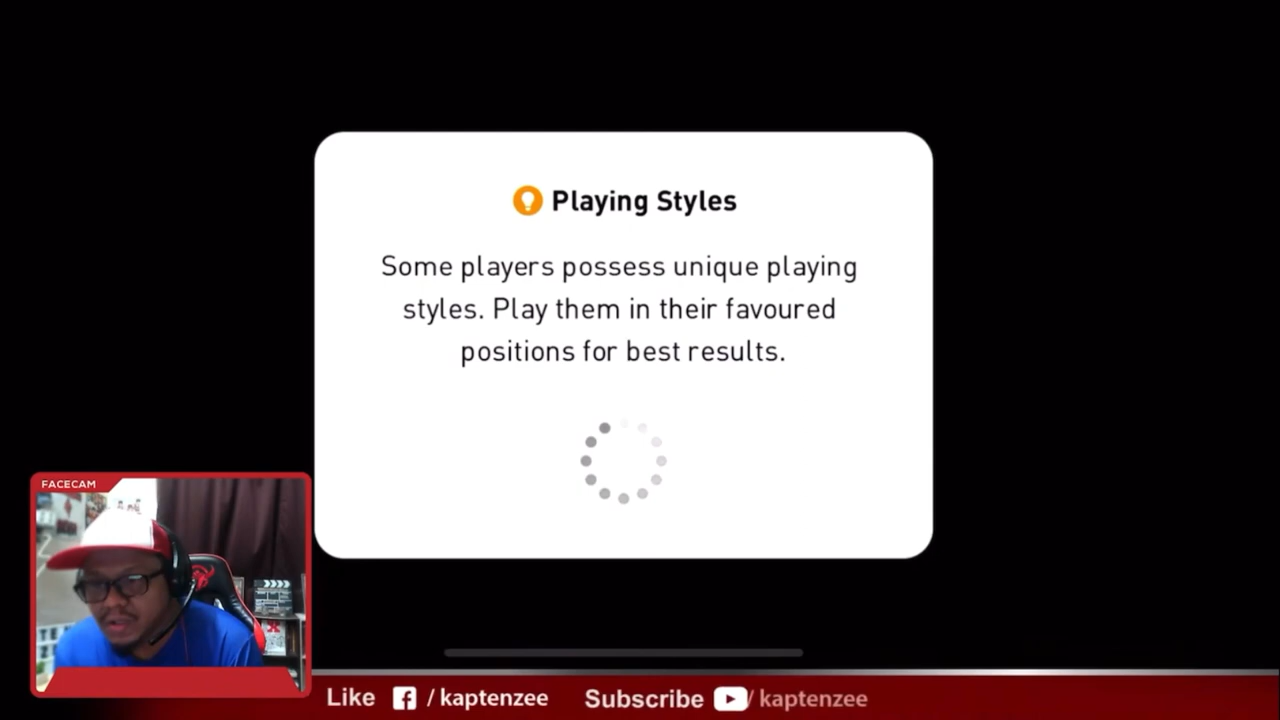 Playing Styles
Some players possess unique playing
styles. Play them in their favoured
positions for best results.
FACECAM
Like / kaptenzee Subscribe / kaptenzee